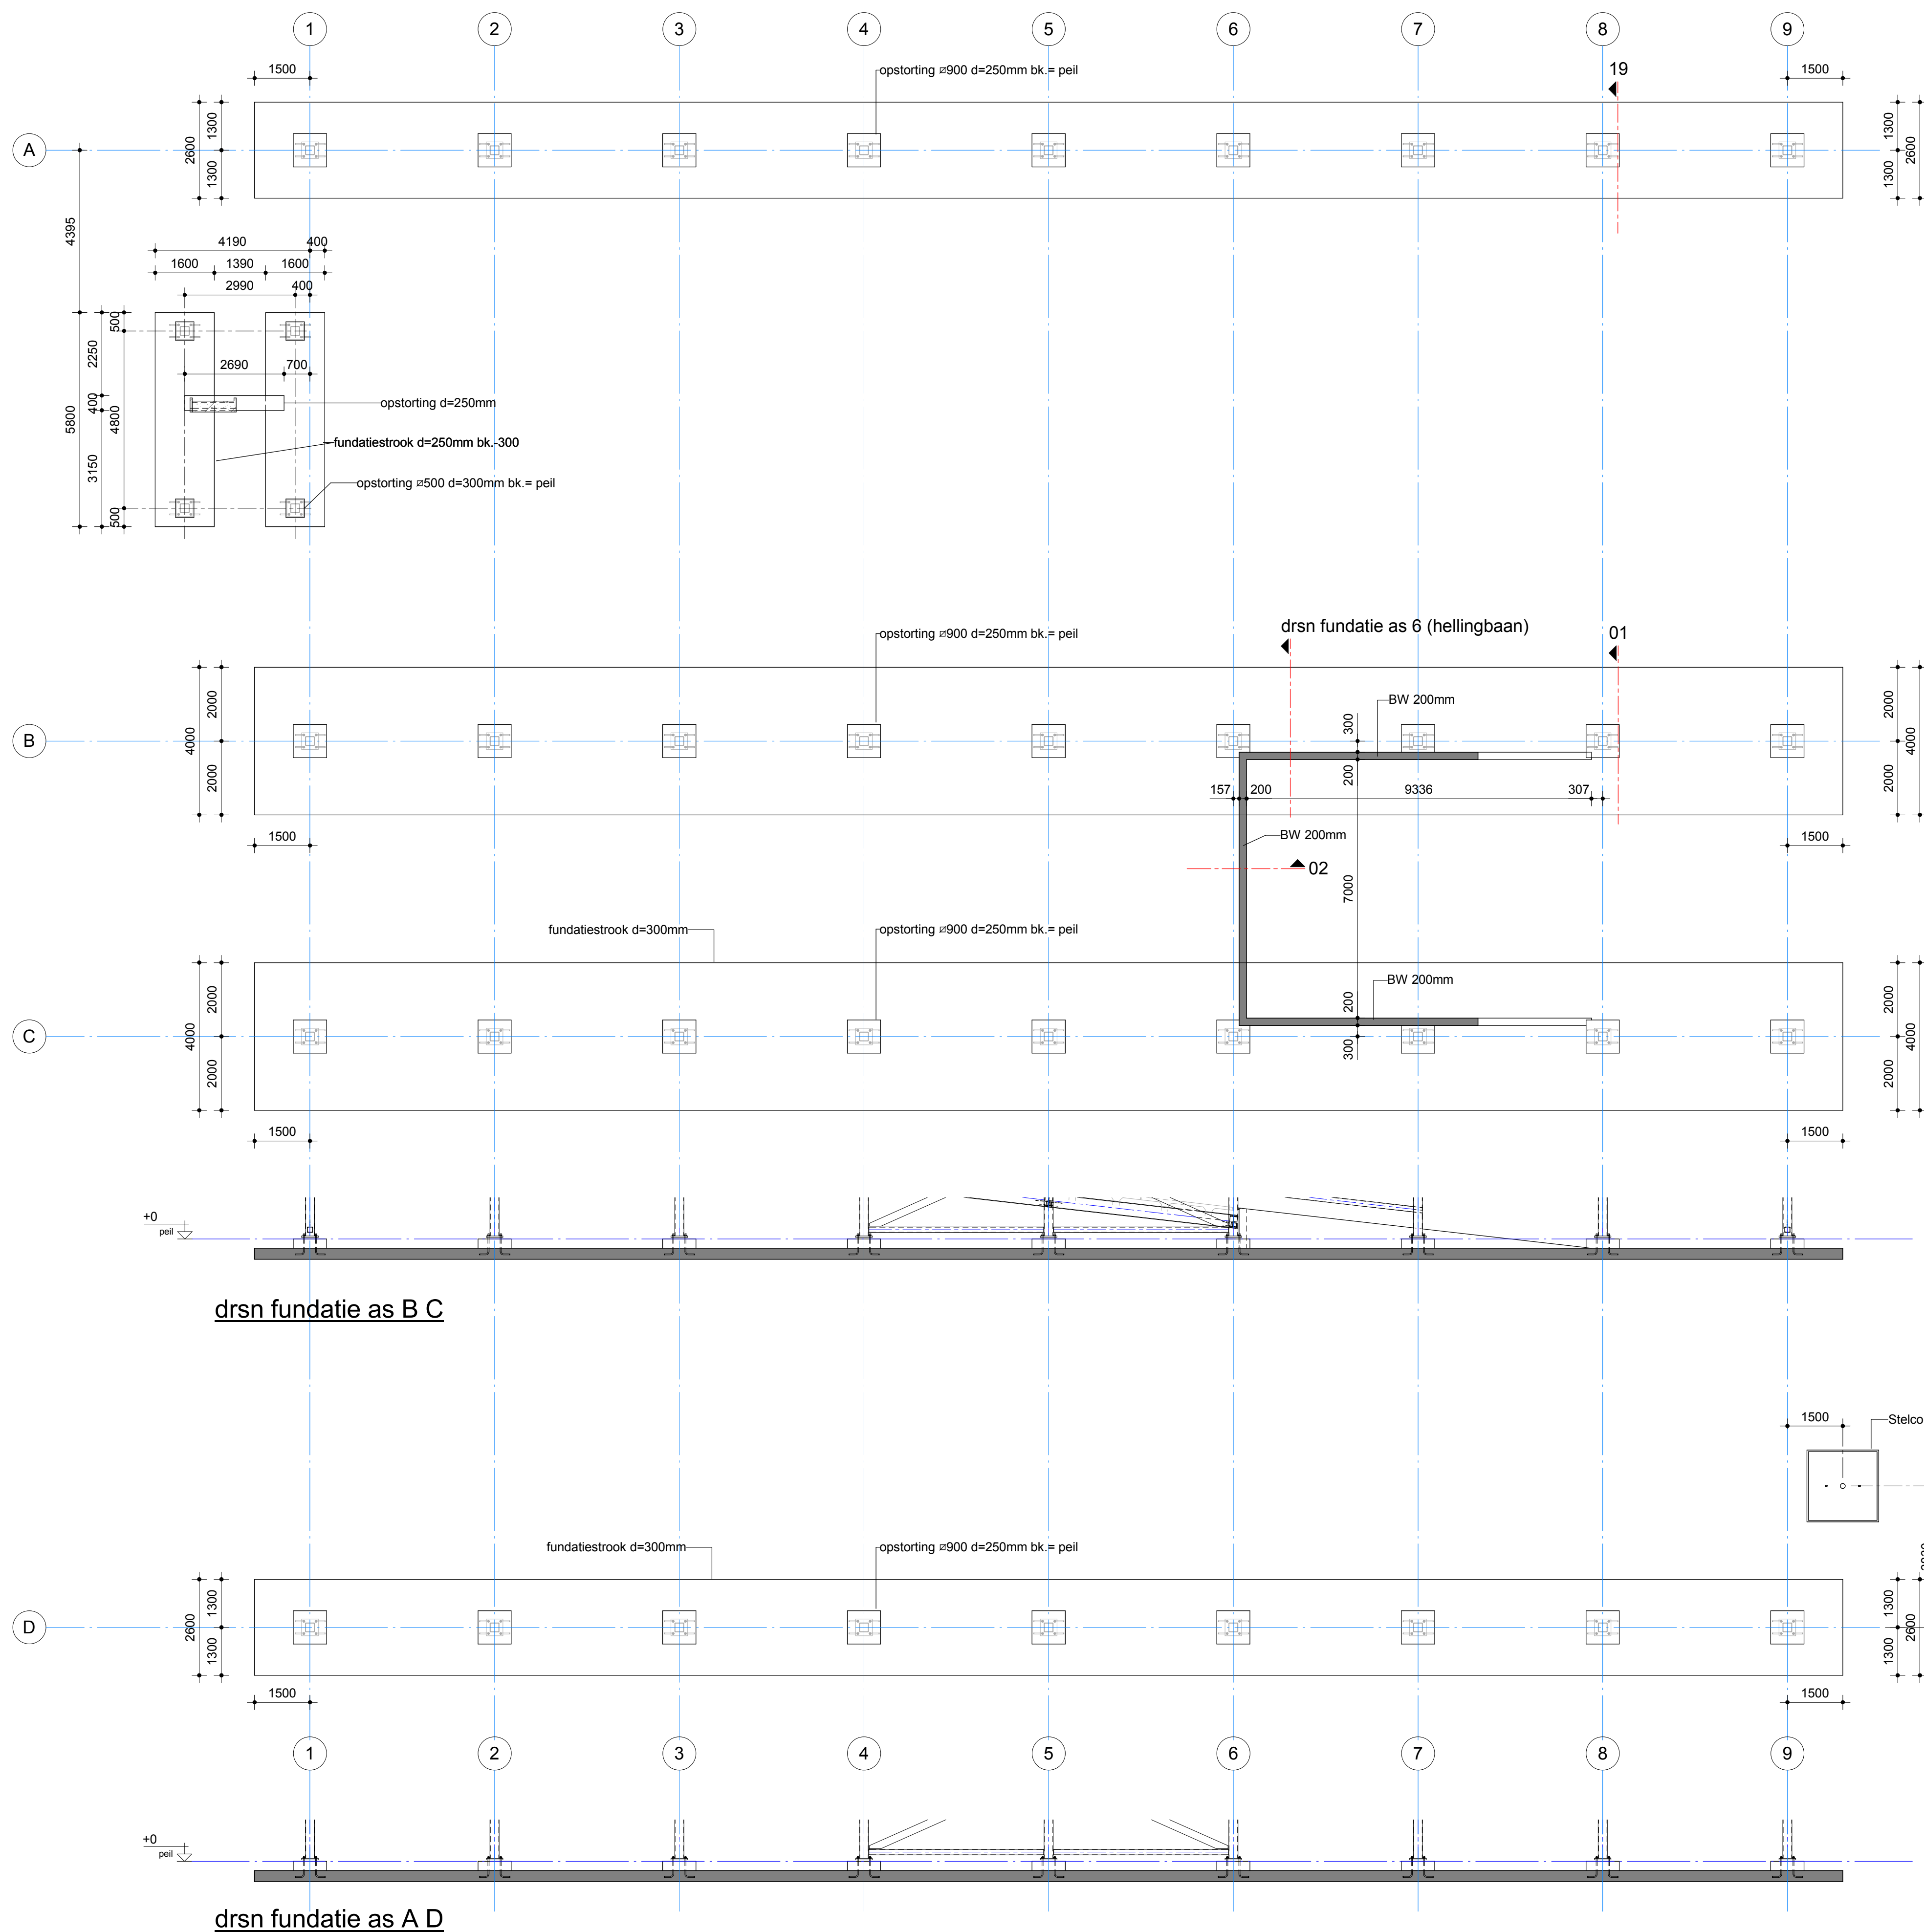 1 2 3 4 5 6 7 8 9
1500
opstorting ⌀900 d=250mm bk.= peil
19
1500
A
2600
1300
1300
1300
1300
2600
4395
4190 400
1600 1390 1600
2990 400
500
2250
2690 700
400
4800
5800
opstorting d=250mm
fundatiestrook d=250mm bk.-300
3150
opstorting ⌀500 d=300mm bk.= peil
500
opstorting ⌀900 d=250mm bk.= peil
drsn fundatie as 6 (hellingbaan)
01
B
4000
2000
2000
BW 200mm
300
200
157 200 9336 307
2000
2000
4000
1500
BW 200mm
1500
02
7000
fundatiestrook d=300mm
opstorting ⌀900 d=250mm bk.= peil
C
4000
2000
2000
BW 200mm
200
300
2000
2000
4000
1500
1500
+0
peil
drsn fundatie as B C
1500
Stelco
fundatiestrook d=300mm
opstorting ⌀900 d=250mm bk.= peil
D
2600
1300
1300
1300
1300
2600
1500
1500
1 2 3 4 5 6 7 8 9
+0
peil
drsn fundatie as A D